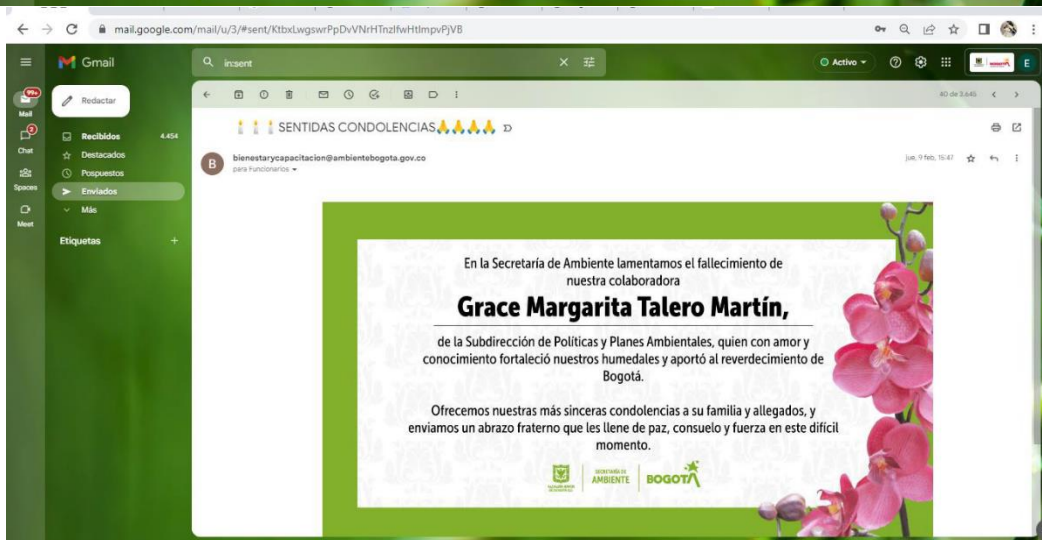 mail.google.com/mail/u/3/#sent/KtbxLwgswrPpDvVNrHTnzlfwHtImpvPjVB
Gmail
in:sent
Activo
E
99+
Mail
Redactar
40 de 3.645
Chat
Recibidos 4.454
SENTIDAS CONDOLENCIAS
Destacados
B
bienestarycapacitacion@ambientebogota.gov.co
jue, 9 feb, 15:47
para Funcionarios
Spaces
Pospuestos
Enviados
Meet
Más
Etiquetas +
En la Secretaría de Ambiente lamentamos el fallecimiento de
nuestra colaboradora
Grace Margarita Talero Martín,
de la Subdirección de Políticas y Planes Ambientales, quien con amor y
conocimiento fortaleció nuestros humedales y aportó al reverdecimiento de
Bogotá.
Ofrecemos nuestras más sinceras condolencias a su familia y allegados, y
enviamos un abrazo fraterno que les llene de paz, consuelo y fuerza en este difícil
momento.
SECRETARÍA DE
AMBIENTE
BOGOTÁ